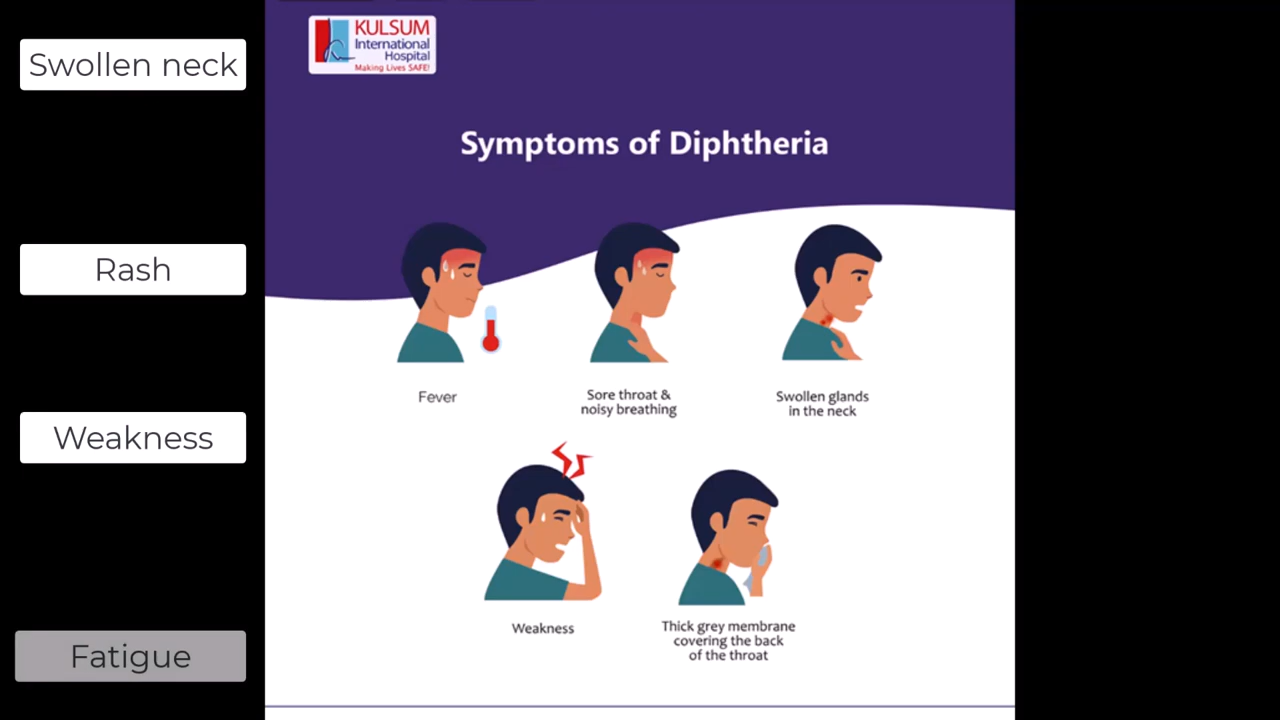 Swollen neck
Rash
Weakness
Fatigue
KULSUM
International
Hospital
Making Lives SAFE!
Symptoms of Diphtheria
Fever
Sore throat &
noisy breathing
Swollen glands
in the neck
Weakness
Thick grey membrane
covering the back
of the throat